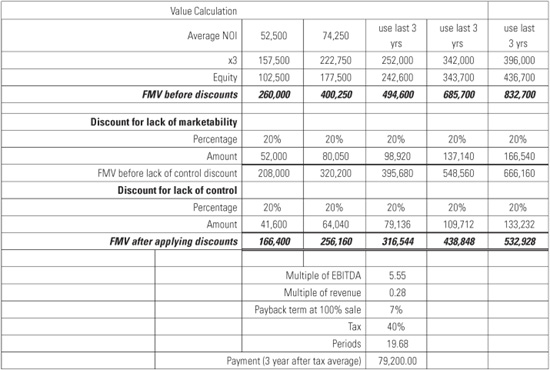 Value Calculation
Average NOI 52,500 74,250 use last 3 yrs use last 3 yrs use last 3 yrs
x3 157,500 222,750 252,000 342,000 396,000
Equity 102,500 177,500 242,600 343,700 436,700
FMV before discounts 260,000 400,250 494,600 685,700 832,700
Discount for lack of marketability
Percentage 20% 20% 20% 20% 20%
Amount 52,000 80,050 98,920 137,140 166,540
FMV before lack of control discount 208,000 320,200 395,680 548,560 666,160
Discount for lack of control
Percentage 20% 20% 20% 20% 20%
Amount 41,600 64,040 79,136 109,712 133,232
FMV after applying discounts 166,400 256,160 316,544 438,848 532,928
Multiple of EBITDA 5.55
Multiple of revenue 0.28
Payback term at 100% sale 7%
Tax 40%
Periods 19.68
Payment (3 year after tax average) 79,200.00